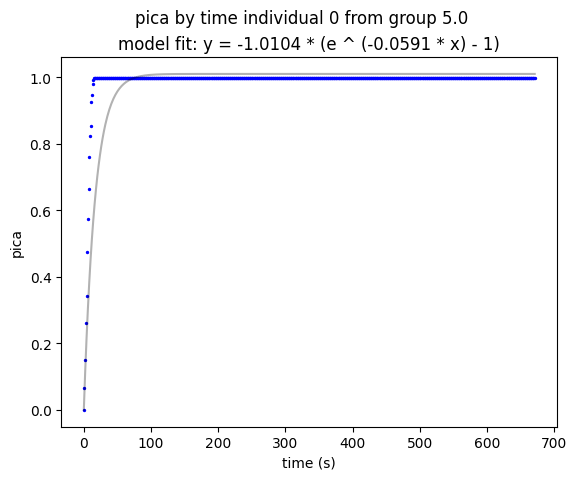 pica by time individual 0 from group 5.0
model fit: y = -1.0104 * (e ^ (-0.0591 * x) - 1)
1.0
0.8
0.6
0.4
0.2
0.0
pica
0 100 200 300 400 500 600 700
time (s)